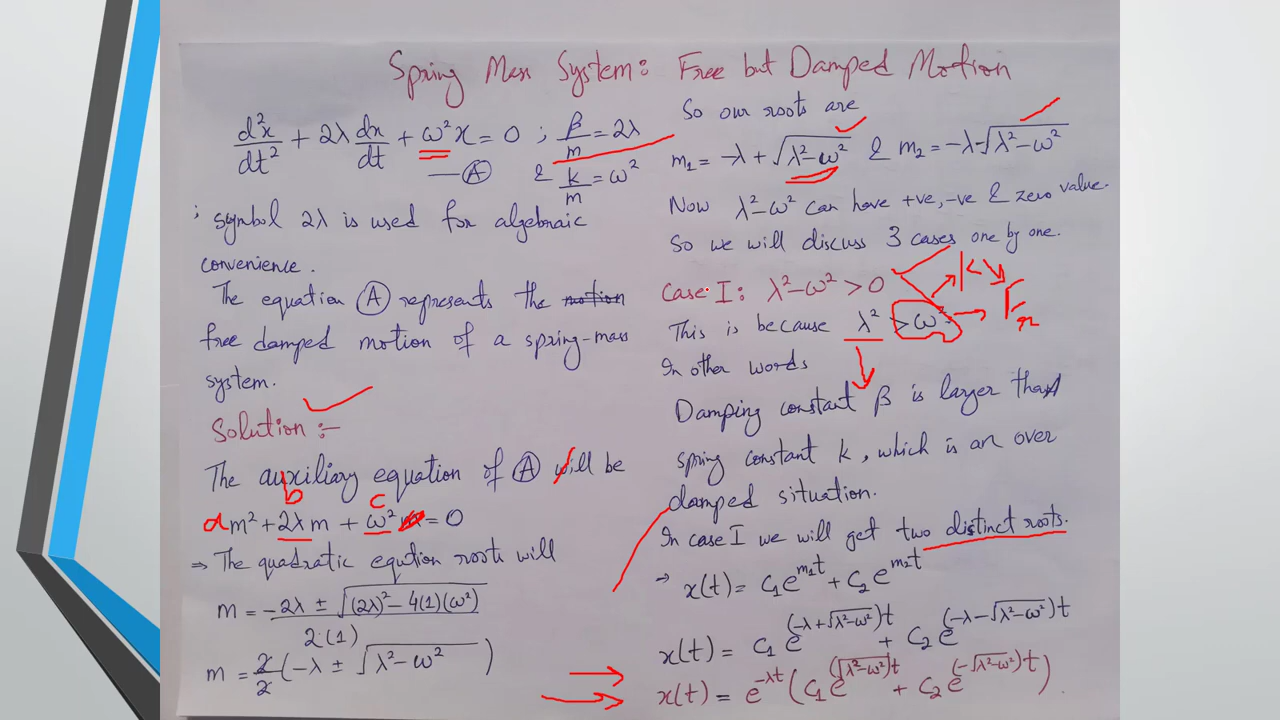 Spring Mass System: Free but Damped Motion
d²x/dt² + 2λ dx/dt + ω²x = 0 ; β/m = 2λ
—Ⓐ & k/m = ω²
; symbol 2λ is used for algebraic
convenience.
The equation Ⓐ represents the motion
free damped motion of a spring-mass
system.
Solution :-
The auxiliary equation of Ⓐ will be
b c
a m² + 2λm + ω² = 0
⇒ The quadratic eqution roots will
m = -2λ ± √((2λ)² - 4(1)(ω²)) / 2(1)
m = 2/2 (-λ ± √(λ² - ω²))
So our roots are
m₁ = -λ + √(λ² - ω²) & m₂ = -λ - √(λ² - ω²)
Now λ² - ω² can have +ve, -ve & zero value.
So we will discuss 3 cases one by one.
Case I: λ² - ω² > 0
This is because λ² > ω²
In other words
Damping constant β is larger than
spring constant k, which is an over
damped situation.
In case I we will get two distinct roots.
→ x(t) = c₁e^(m₁t) + c₂e^(m₂t)
x(t) = c₁e^((-λ+√(λ²-ω²))t) + c₂e^((-λ-√(λ²-ω²))t)
x(t) = e^(-λt) (c₁e^((√(λ²-ω²))t) + c₂e^((-√(λ²-ω²))t))